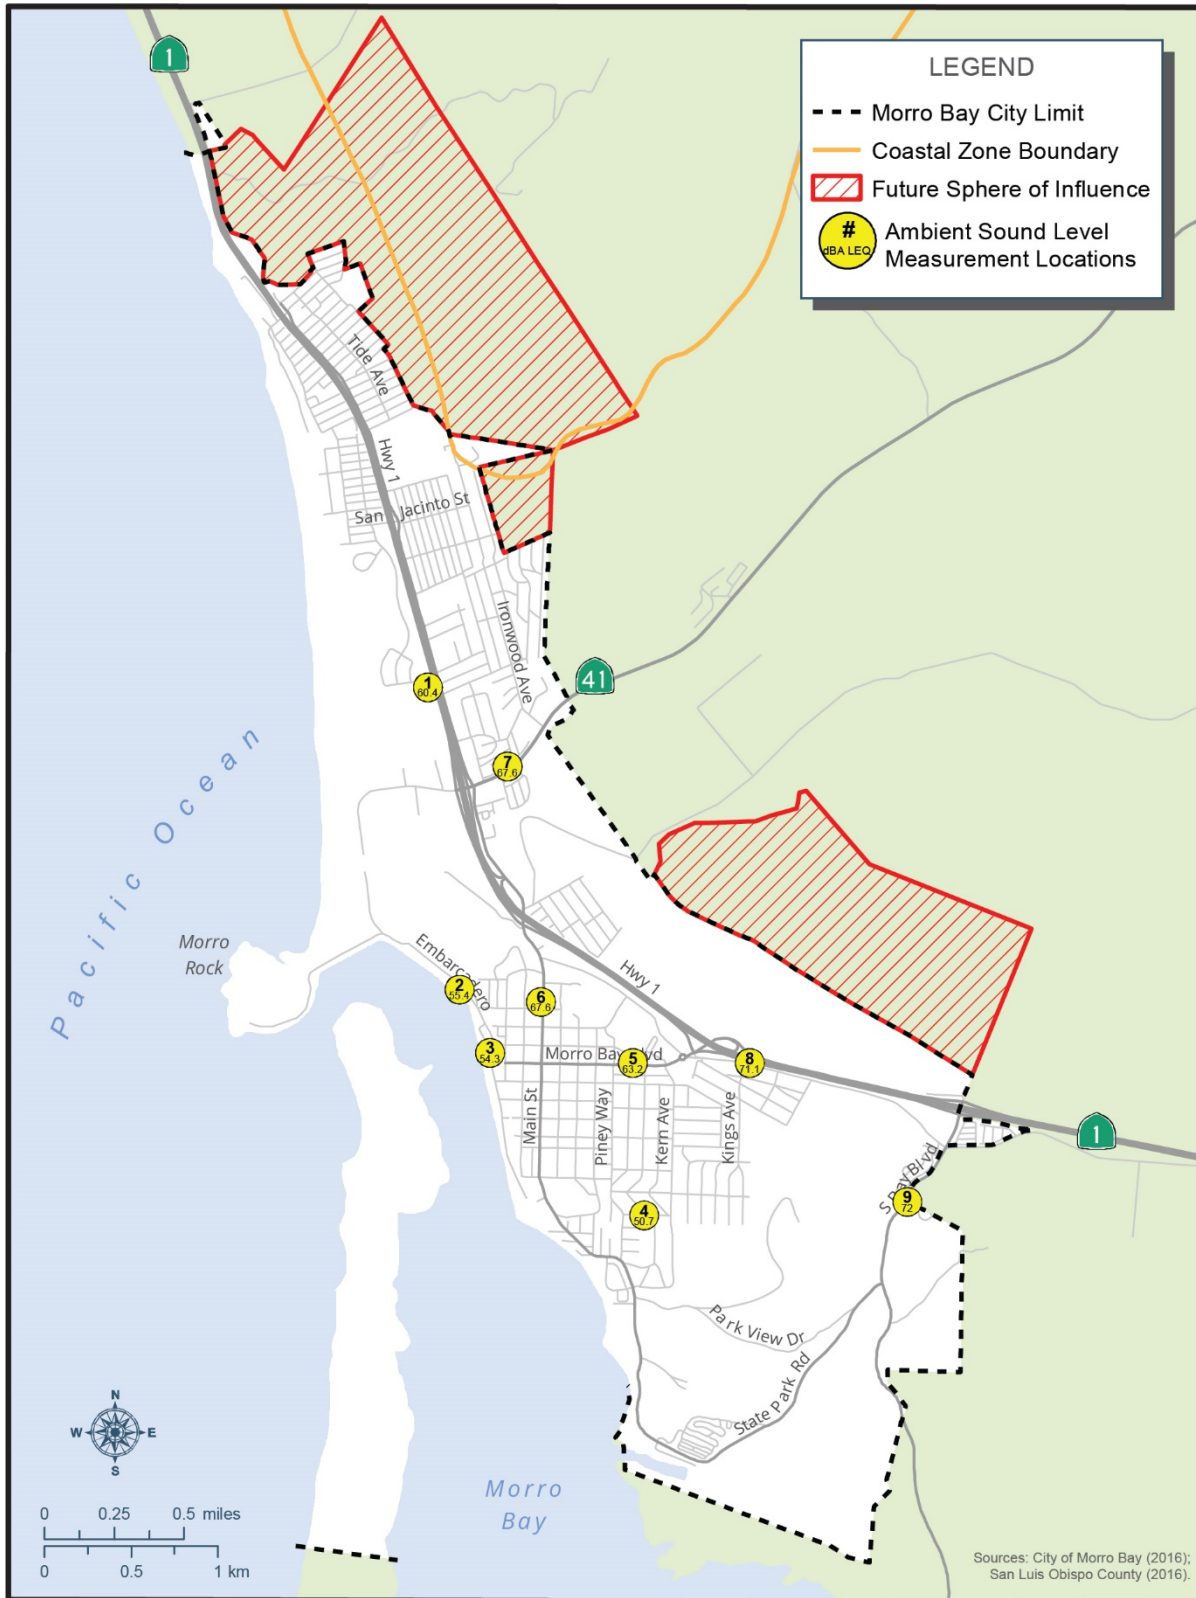 1
LEGEND
Morro Bay City Limit
Coastal Zone Boundary
Future Sphere of Influence
#
dBA LEQ
Ambient Sound Level
Measurement Locations
Tide Ave
Hwy 1
San Jacinto St
Ironwood Ave
41
1
60.4
7
67.6
Pacific Ocean
Morro
Rock
Embarcadero
2
55.4
6
67.6
Hwy 1
3
54.3
Morro Bay Blvd
5
63.2
8
71.1
Main St
Piney Way
Kern Ave
Kings Ave
1
S Bay Blvd
9
72
4
50.7
Park View Dr
State Park Rd
N
W
E
S
Morro
Bay
0 0.25 0.5 miles
0 0.5 1 km
Sources: City of Morro Bay (2016);
San Luis Obispo County (2016).